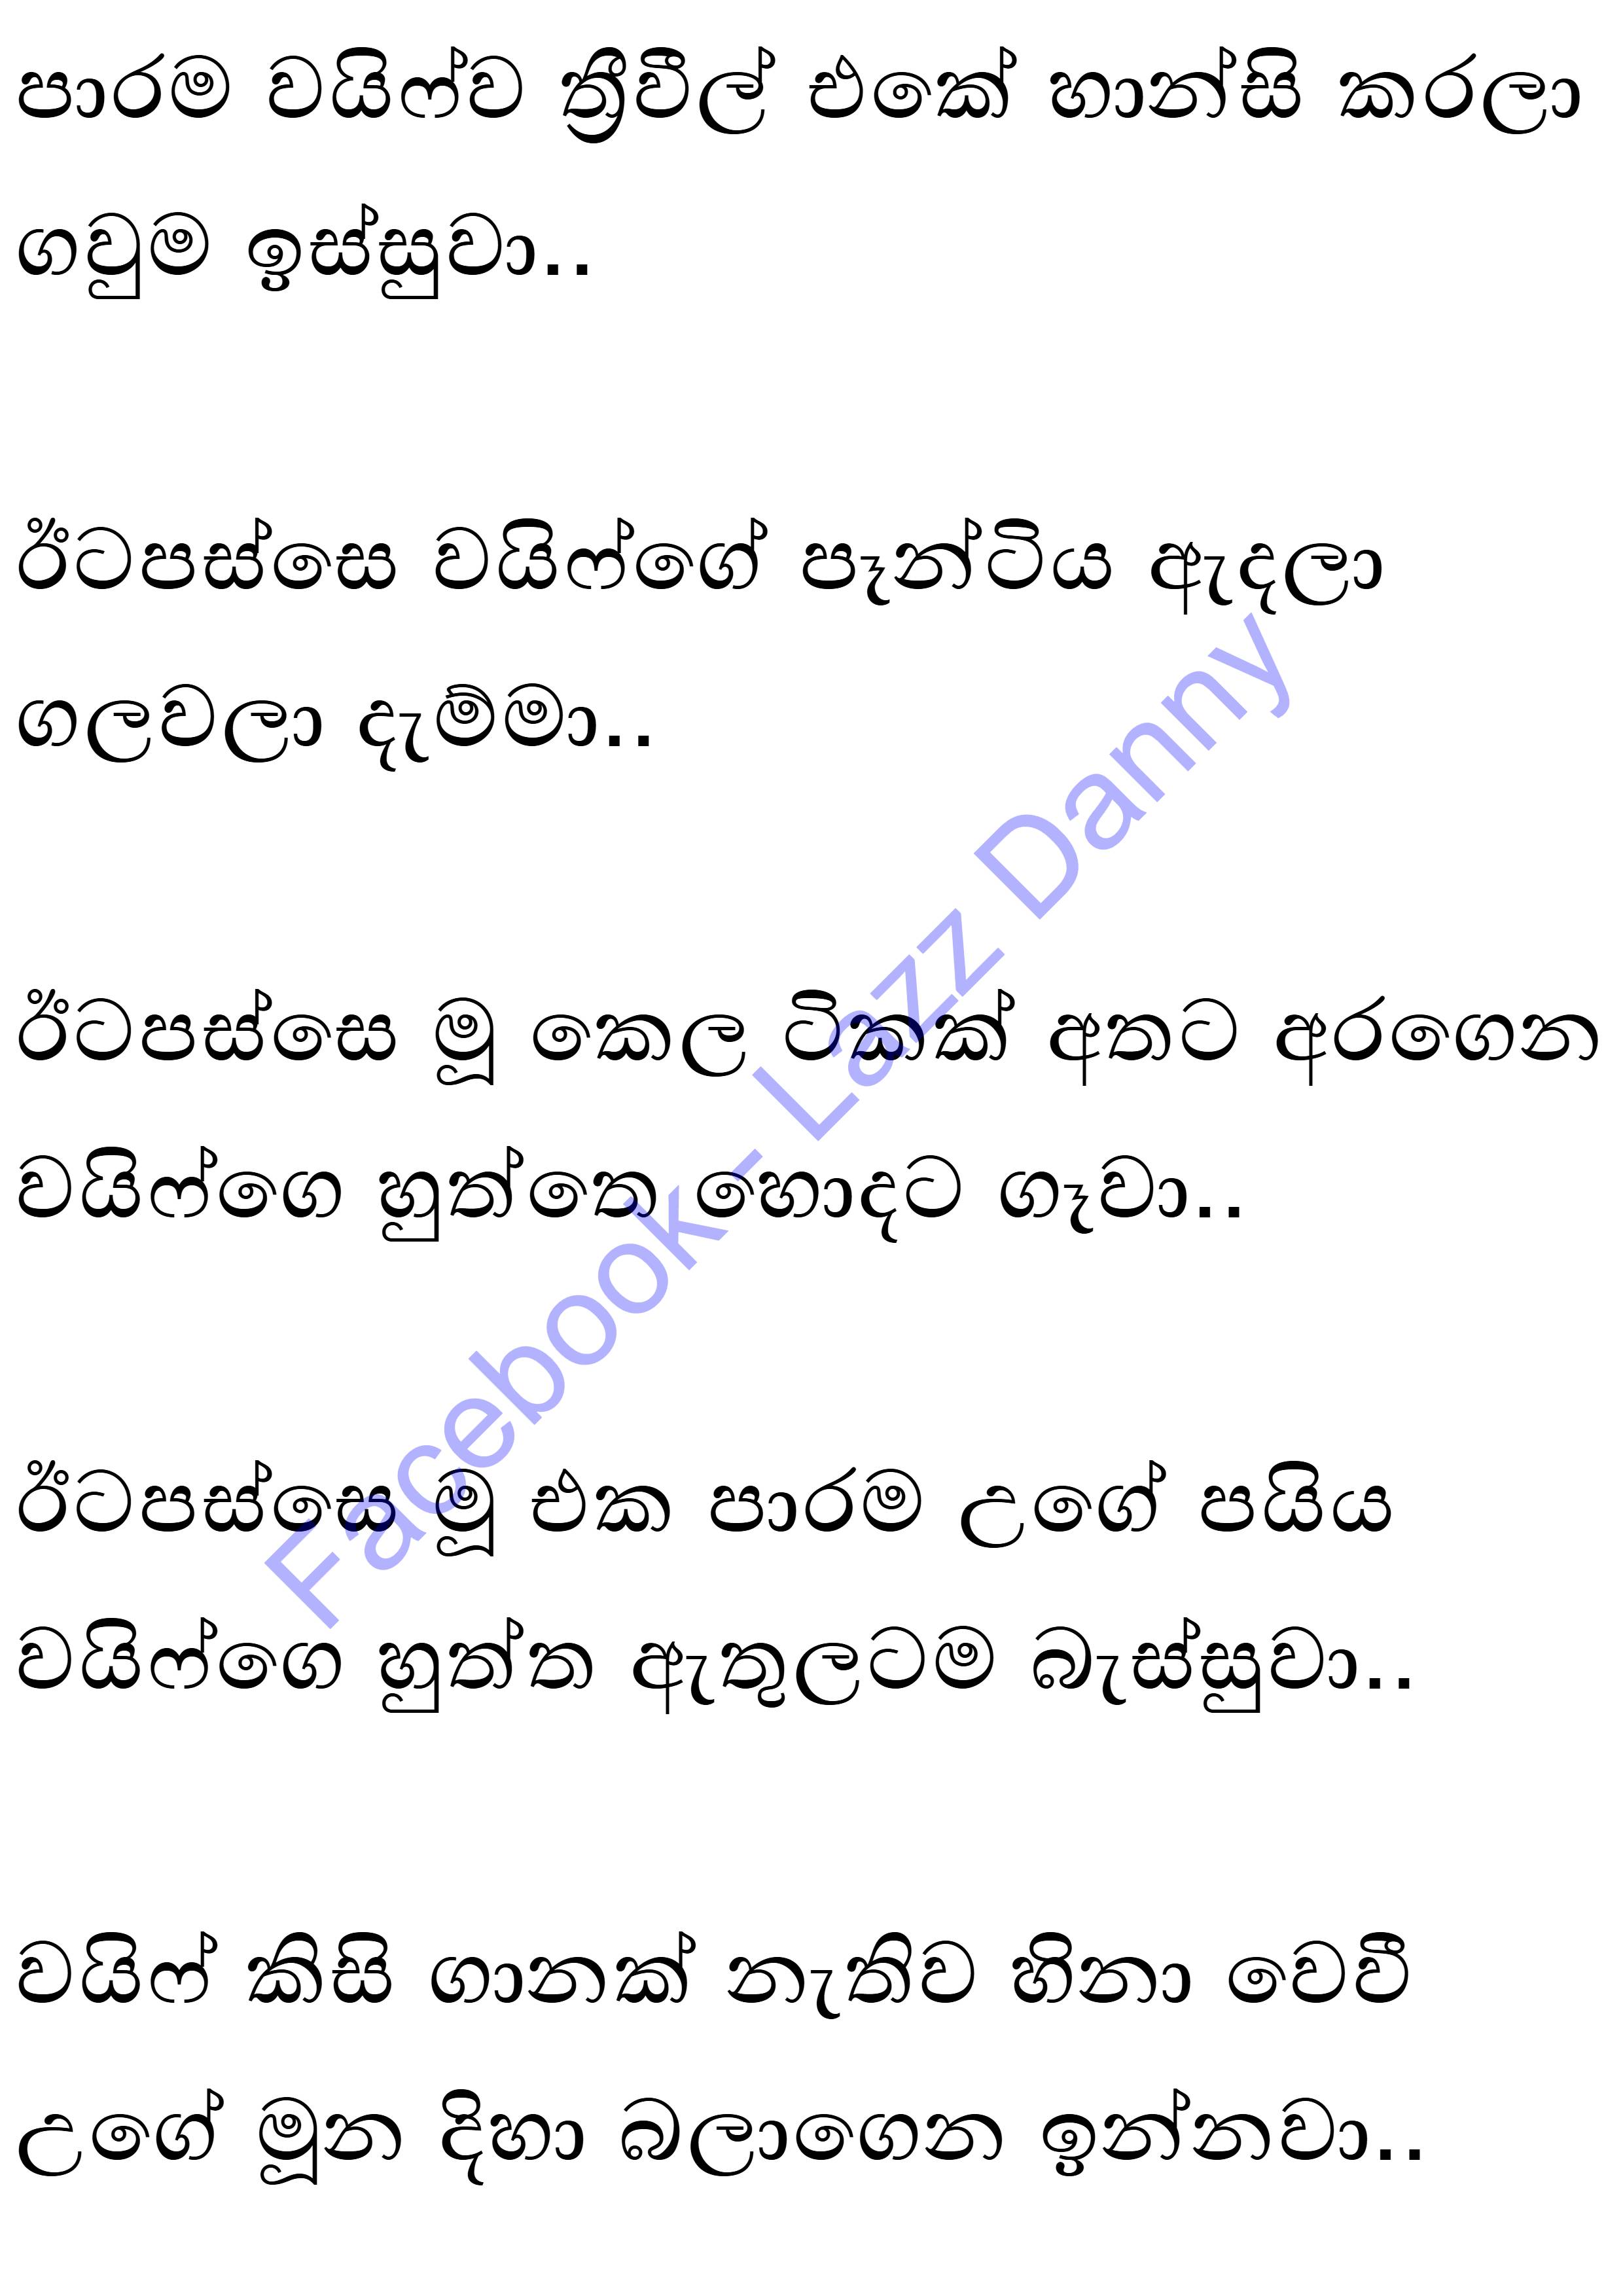 පාරම වයිෆ්ව ත්‍රීවීල් එකේ හාන්සි කරලා
ගවුම ඉස්සුවා..
ඊටපස්සෙ වයිෆ්ගේ පෑන්ටිය ඇදලා
ගලවලා දැම්මා..
ඊටපස්සෙ මූ කෙල ටිකක් අතට අරගෙන
වයිෆ්ගෙ හුත්තෙ හොදට ගෑවා..
ඊටපස්සෙ මූ එක පාරම උගේ පයිය
වයිෆ්ගෙ හුත්ත ඇතුලටම බැස්සුවා..
වයිෆ් කිසි ගානක් නැතිව හිනා වෙවී
උගේ මූන දිහා බලාගෙන ඉන්නවා..
Facebook - Lazz Danny